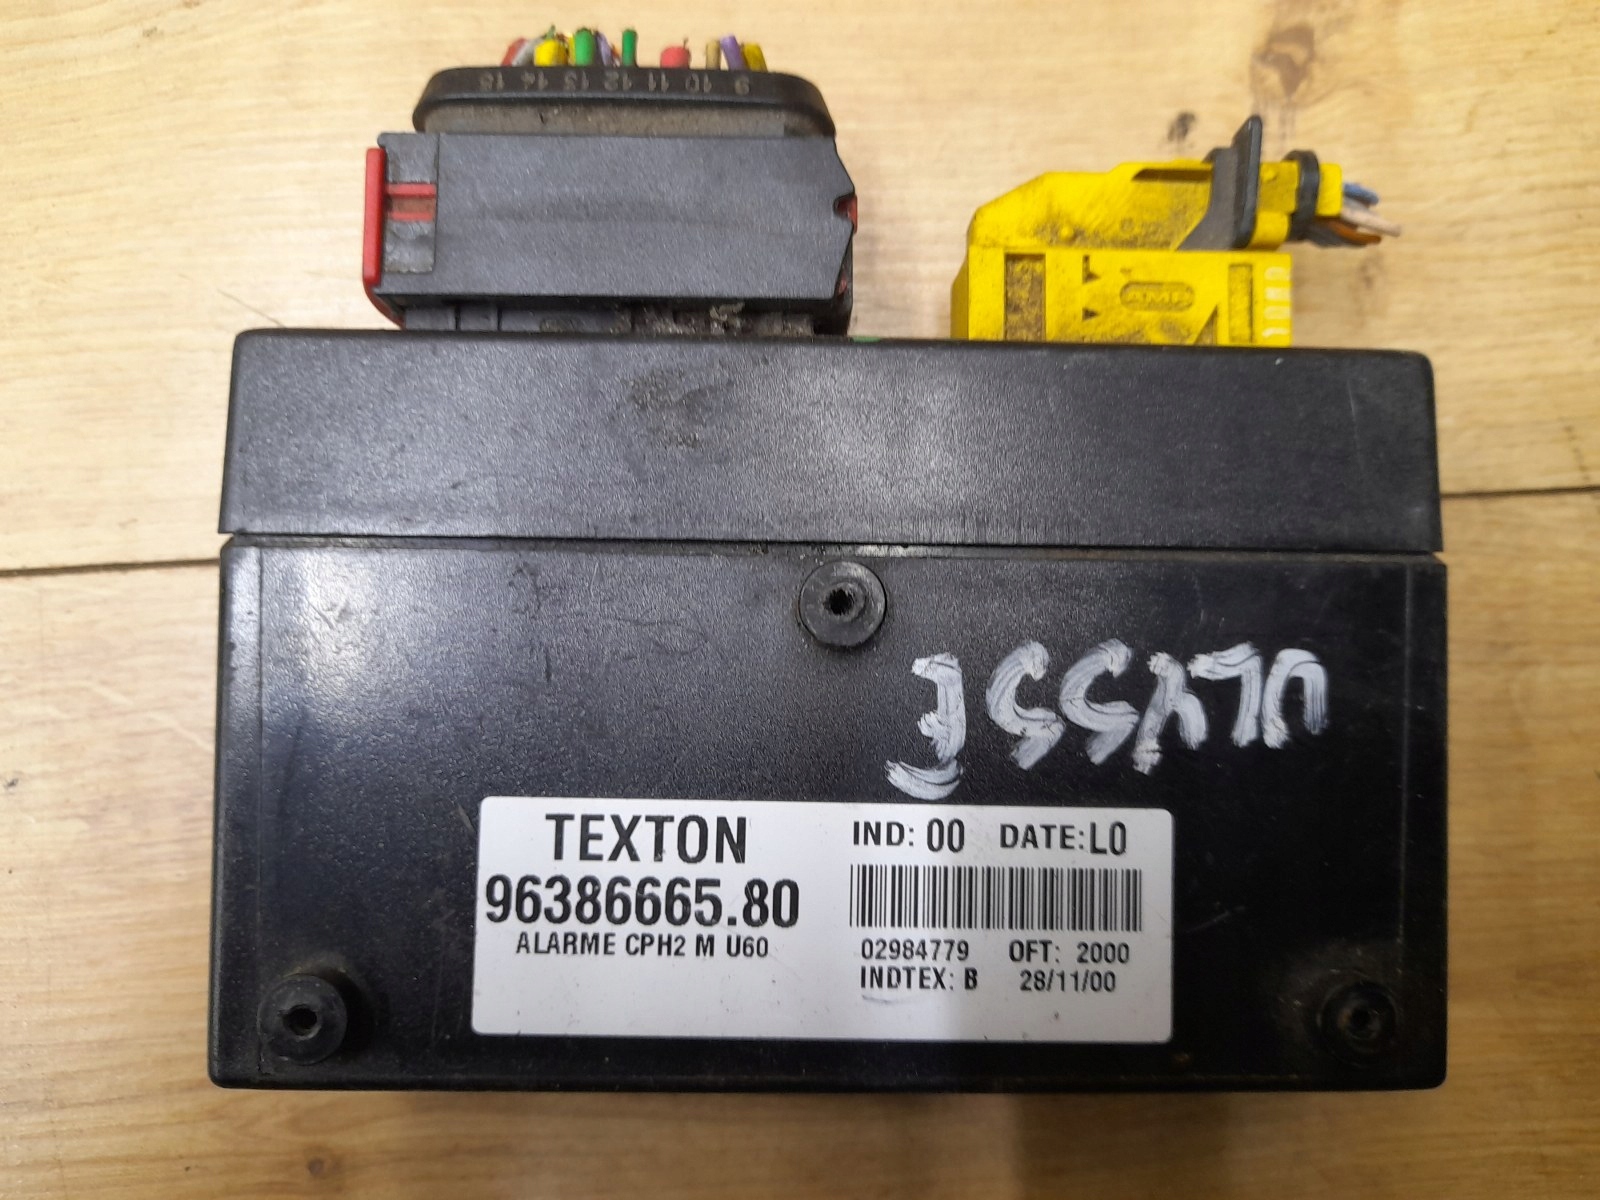 9 10 11 12 13 14 15
AMP
ULYSSE
TEXTON
96386665.80
ALARME CPH2 M U60
IND: 00 DATE: L0
02984779 OFT: 2000
INDTEX: B 28/11/00